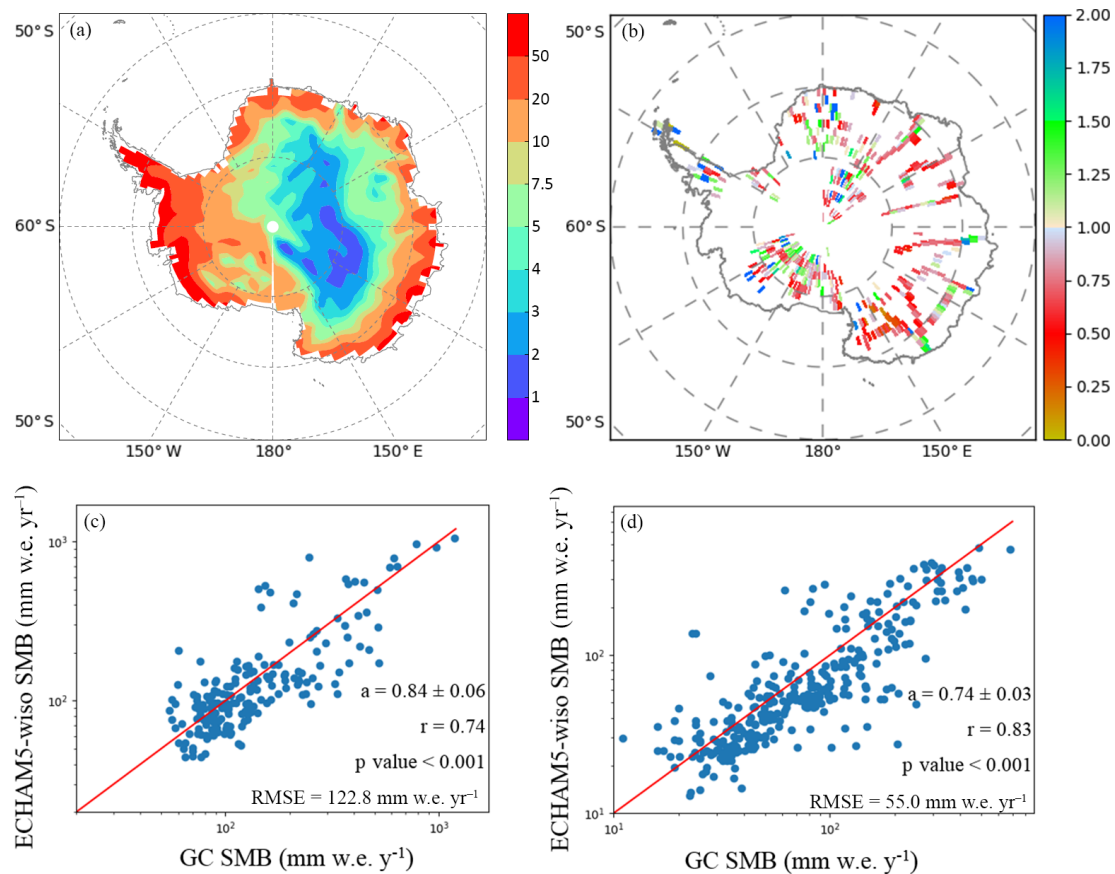 (a)
50°S
60°S
50°S
150°W
180°
150°E
50
20
10
7.5
5
4
3
2
1
(b)
50°S
60°S
50°S
150°W
180°
150°E
2.00
1.75
1.50
1.25
1.00
0.75
0.50
0.25
0.00
(c)
ECHAM5-wiso SMB (mm w.e. yr⁻¹)
10³
10²
a = 0.84 ± 0.06
r = 0.74
p value < 0.001
RMSE = 122.8 mm w.e. yr⁻¹
10²
10³
GC SMB (mm w.e. y⁻¹)
(d)
ECHAM5-wiso SMB (mm w.e. yr⁻¹)
10²
10¹
a = 0.74 ± 0.03
r = 0.83
p value < 0.001
RMSE = 55.0 mm w.e. yr⁻¹
10¹
10²
GC SMB (mm w.e. y⁻¹)